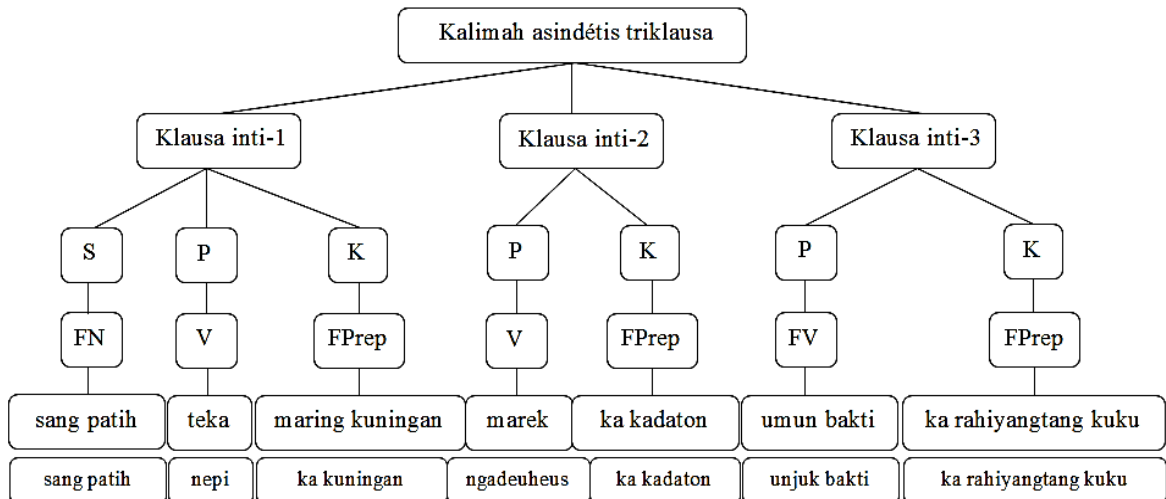 Kalimah asindétis triklausa
Klausa inti-1 Klausa inti-2 Klausa inti-3
S P K P K P K
FN V FPrep V FPrep FV FPrep
sang patih teka maring kuningan marek ka kadaton umun bakti ka rahiyangtang kuku
sang patih nepi ka kuningan ngadeuheus ka kadaton unjuk bakti ka rahiyangtang kuku